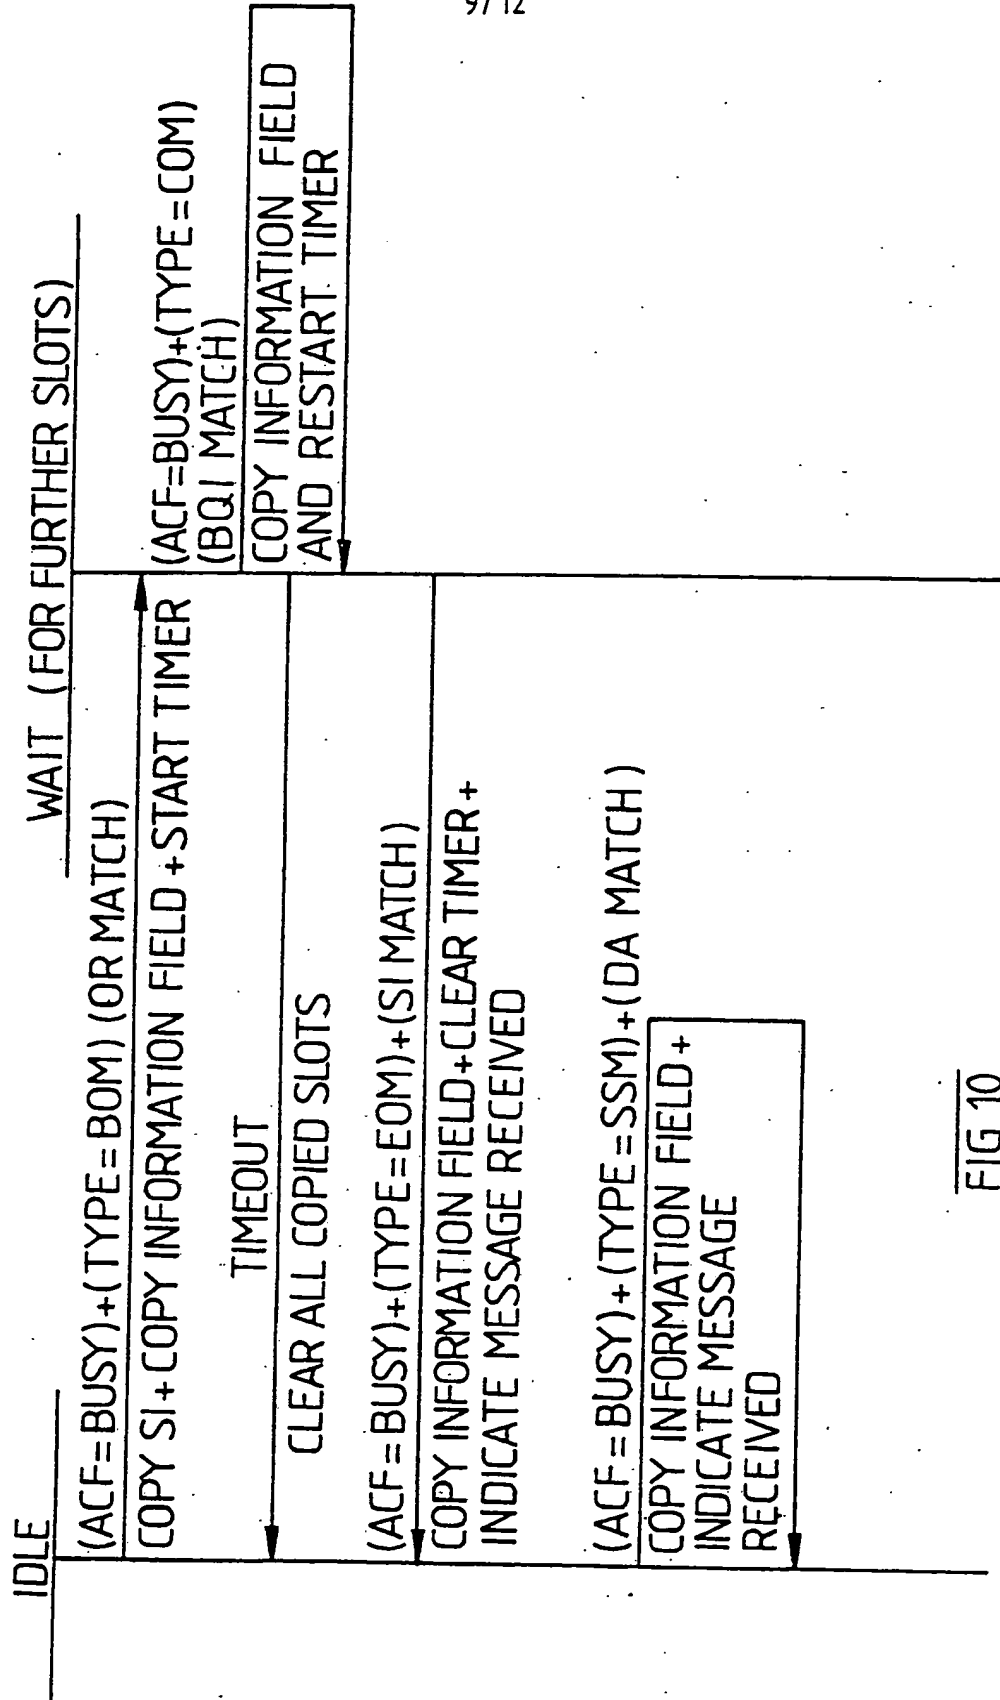 9/12
IDLE
WAIT (FOR FURTHER SLOTS)
(ACF=BUSY)+(TYPE=BOM) (OR MATCH)
COPY SI+COPY INFORMATION FIELD+START TIMER
(ACF=BUSY)+(TYPE=COM)
(BQI MATCH)
COPY INFORMATION FIELD
AND RESTART TIMER
TIMEOUT
CLEAR ALL COPIED SLOTS
(ACF=BUSY)+(TYPE=EOM)+(SI MATCH)
COPY INFORMATION FIELD+CLEAR TIMER+
INDICATE MESSAGE RECEIVED
(ACF=BUSY)+(TYPE=SSM)+(DA MATCH)
COPY INFORMATION FIELD+
INDICATE MESSAGE
RECEIVED
FIG 10